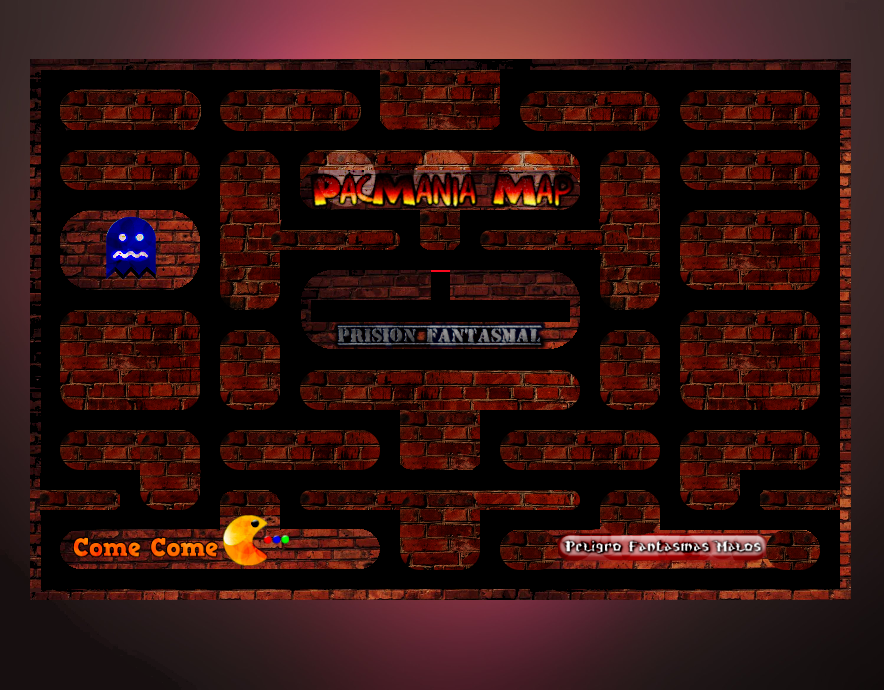 PacMania Map
PRISION FANTASMAL
Come Come
Peligro Fantasmas Malos